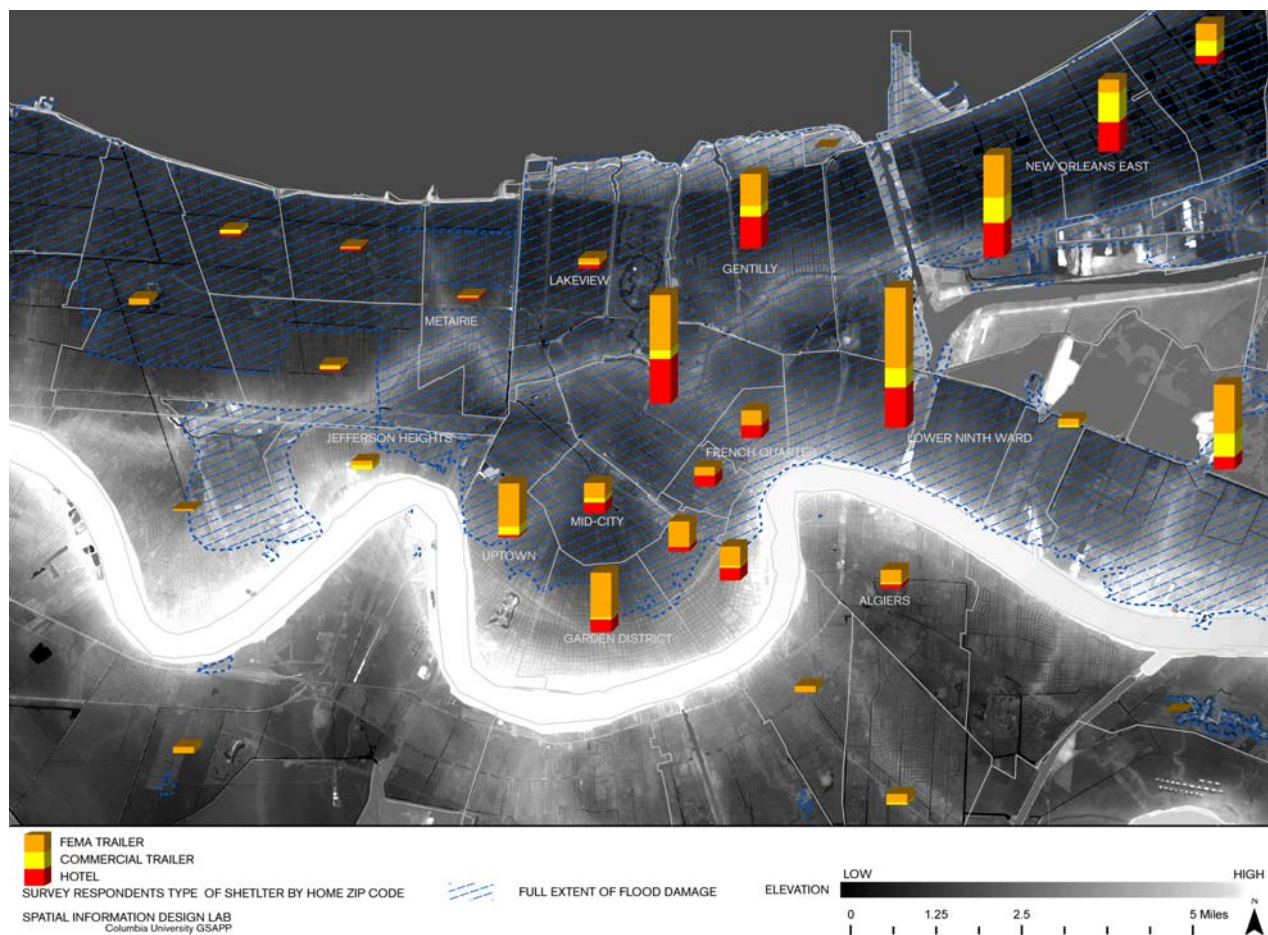 NEW ORLEANS EAST
GENTILLY
LAKEVIEW
METAIRIE
JEFFERSON HEIGHTS
LOWER NINTH WARD
FRENCH QUARTER
MID-CITY
UPTOWN
ALGIERS
GARDEN DISTRICT
FEMA TRAILER
COMMERCIAL TRAILER
HOTEL
SURVEY RESPONDENTS TYPE OF SHETLTER BY HOME ZIP CODE
SPATIAL INFORMATION DESIGN LAB
Columbia University GSAPP
FULL EXTENT OF FLOOD DAMAGE
ELEVATION
LOW HIGH
0 1.25 2.5 5 Miles
N